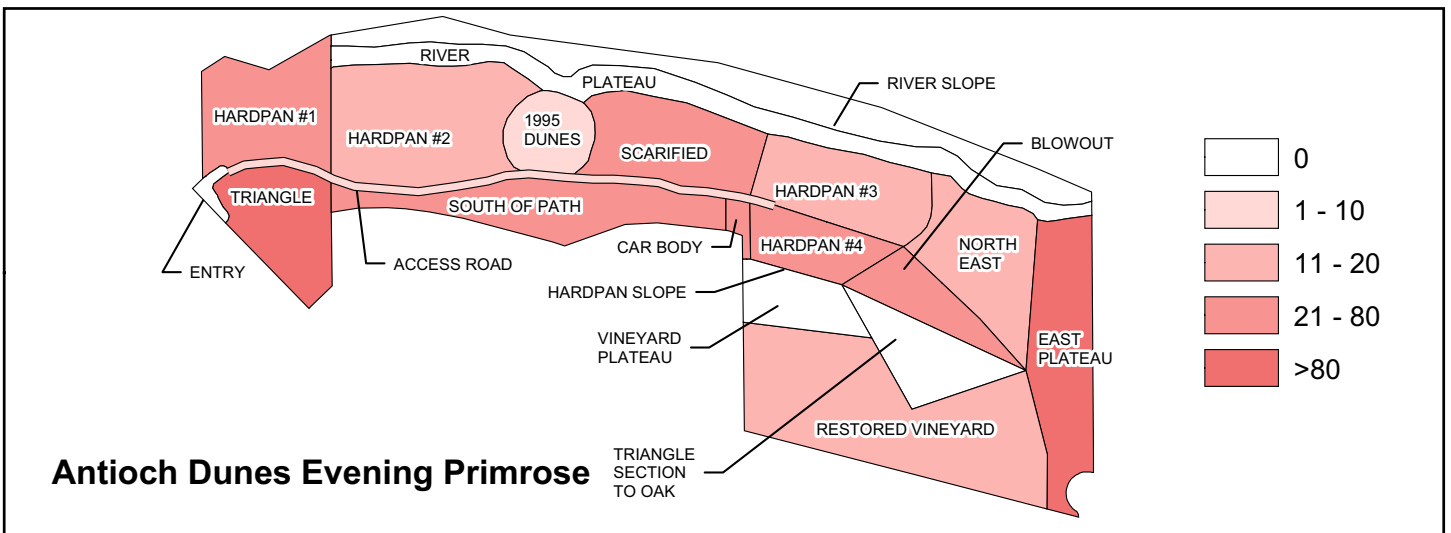 RIVER
PLATEAU
RIVER SLOPE
HARDPAN #1
HARDPAN #2
1995
DUNES
SCARIFIED
BLOWOUT
0
1 - 10
11 - 20
21 - 80
>80
TRIANGLE
SOUTH OF PATH
HARDPAN #3
CAR BODY
HARDPAN #4
NORTH
EAST
ENTRY
ACCESS ROAD
HARDPAN SLOPE
VINEYARD
PLATEAU
EAST
PLATEAU
RESTORED VINEYARD
TRIANGLE
SECTION
TO OAK
Antioch Dunes Evening Primrose